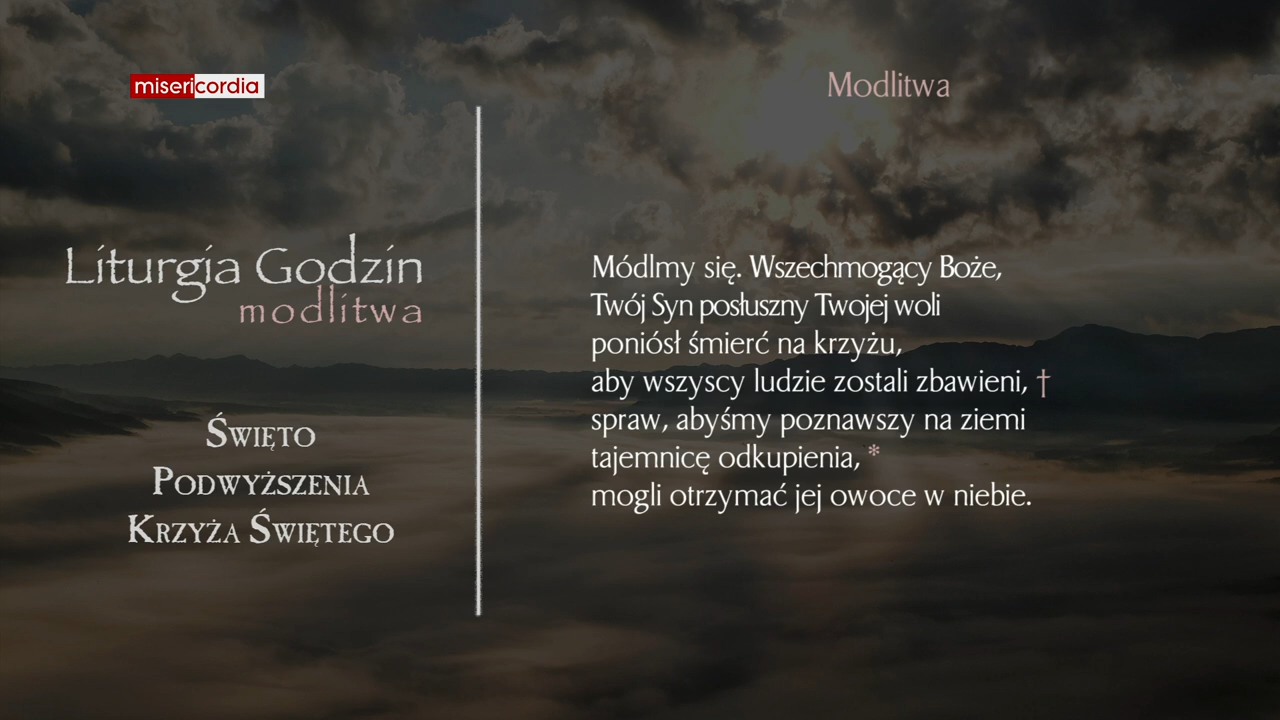 misericordia
Liturgia Godzin
modlitwa
Święto
Podwyższenia
Krzyża Świętego
Modlitwa
Módlmy się. Wszechmogący Boże,
Twój Syn posłuszny Twojej woli
poniósł śmierć na krzyżu,
aby wszyscy ludzie zostali zbawieni, †
spraw, abyśmy poznawszy na ziemi
tajemnicę odkupienia, *
mogli otrzymać jej owoce w niebie.